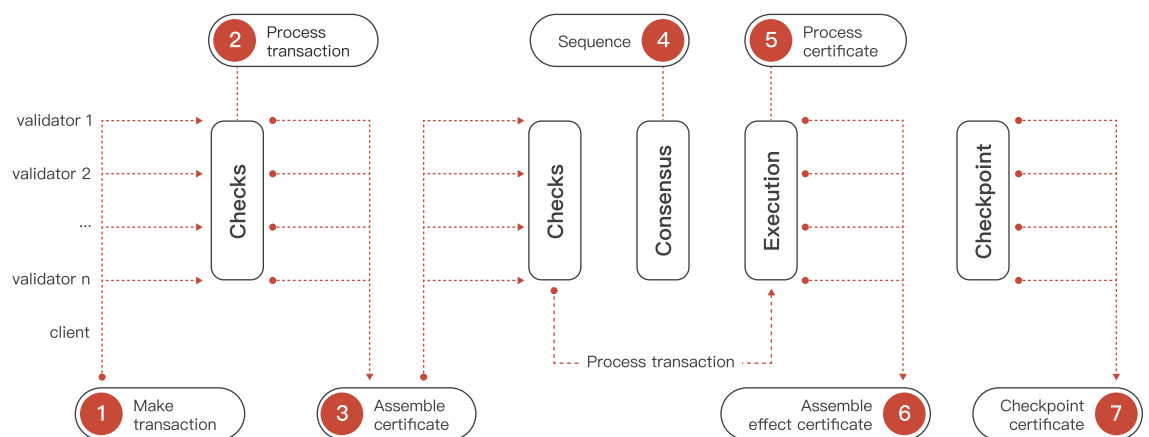 2
Process
transaction
Sequence
4
5
Process
certificate
validator 1
validator 2
...
validator n
client
Checks
Checks
Consensus
Execution
Checkpoint
Process transaction
1
Make
transaction
3
Assemble
certificate
Assemble
effect certificate
6
Checkpoint
certificate
7